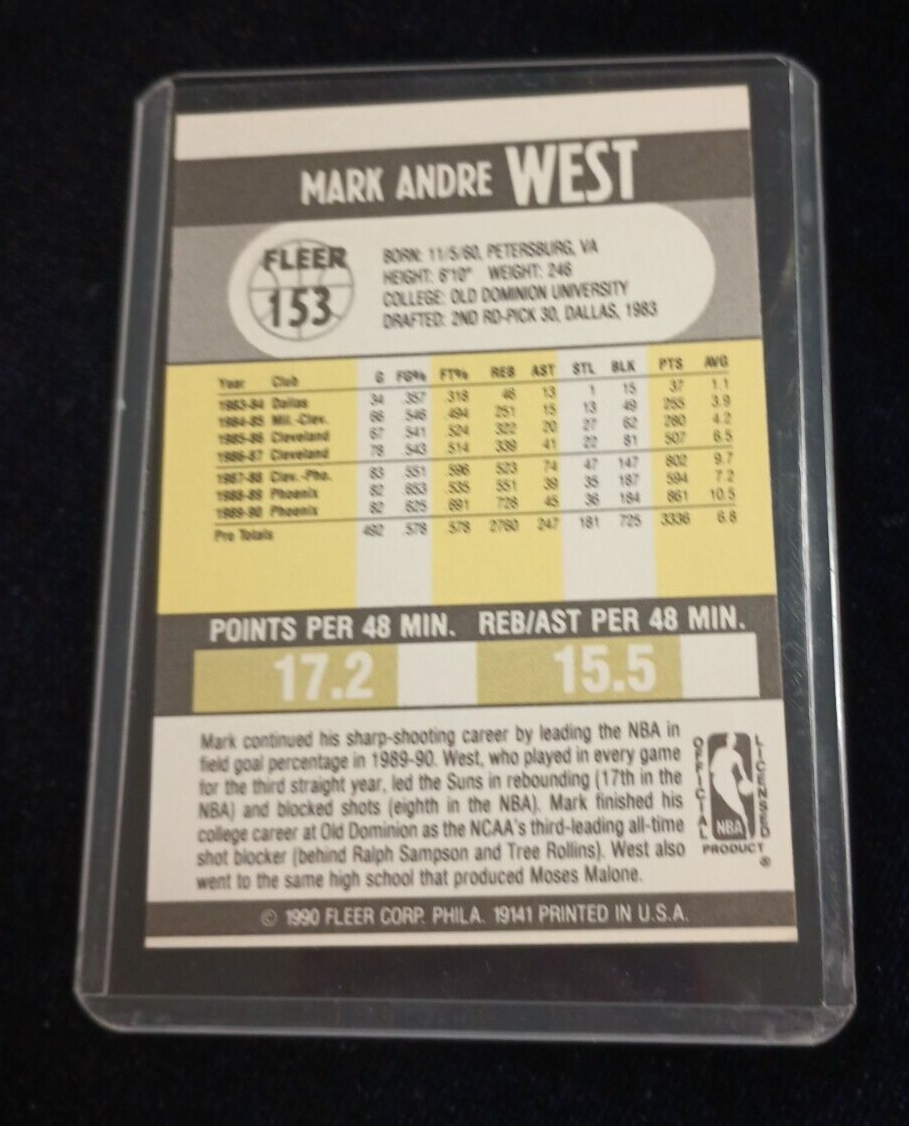 MARK ANDRE WEST
FLEER
153
BORN: 11/5/60, PETERSBURG, VA
HEIGHT: 6'10" WEIGHT: 246
COLLEGE: OLD DOMINION UNIVERSITY
DRAFTED: 2ND RD-PICK 30, DALLAS, 1983
Year Club G FG% FT% REB AST STL BLK PTS AVG
1983-84 Dallas 34 .357 .318 46 13 1 15 37 1.1
1984-85 Mil.-Clev. 66 .546 .494 251 15 13 49 255 3.9
1985-86 Cleveland 67 .541 .524 322 20 27 62 280 4.2
1986-87 Cleveland 78 .543 .514 339 41 22 81 507 6.5
1987-88 Clev.-Pho. 83 .551 .596 523 74 47 147 802 9.7
1988-89 Phoenix 82 .653 .535 551 39 35 187 594 7.2
1989-90 Phoenix 82 .625 .691 728 45 36 184 861 10.5
Pro Totals 492 .578 .578 2760 247 181 725 3336 6.8
POINTS PER 48 MIN. REB/AST PER 48 MIN.
17.2 15.5
Mark continued his sharp-shooting career by leading the NBA in
field goal percentage in 1989-90. West, who played in every game
for the third straight year, led the Suns in rebounding (17th in the
NBA) and blocked shots (eighth in the NBA). Mark finished his
college career at Old Dominion as the NCAA's third-leading all-time
shot blocker (behind Ralph Sampson and Tree Rollins). West also
went to the same high school that produced Moses Malone.
OFFICIAL
LICENSED
NBA
PRODUCT
®
© 1990 FLEER CORP. PHILA. 19141 PRINTED IN U.S.A.